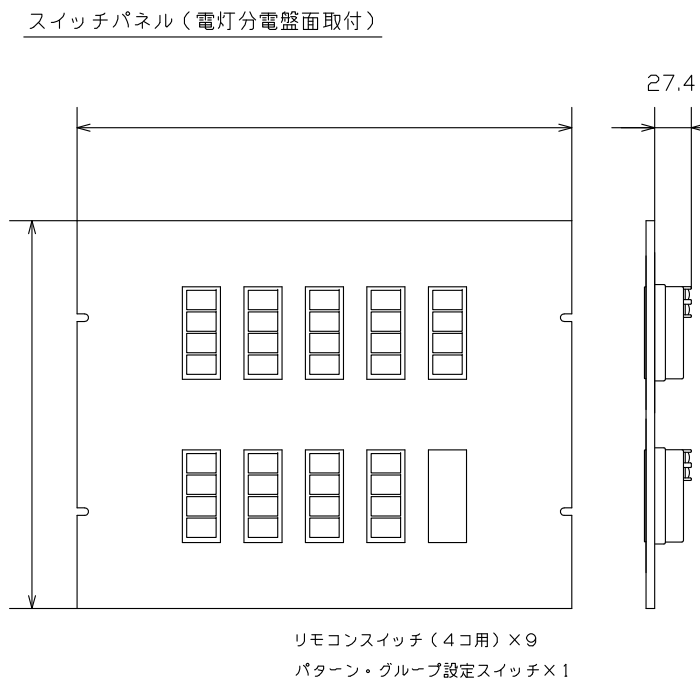 スイッチパネル（電灯分電盤面取付）
27.4
リモコンスイッチ（４コ用）×９
パターン・グループ設定スイッチ×１